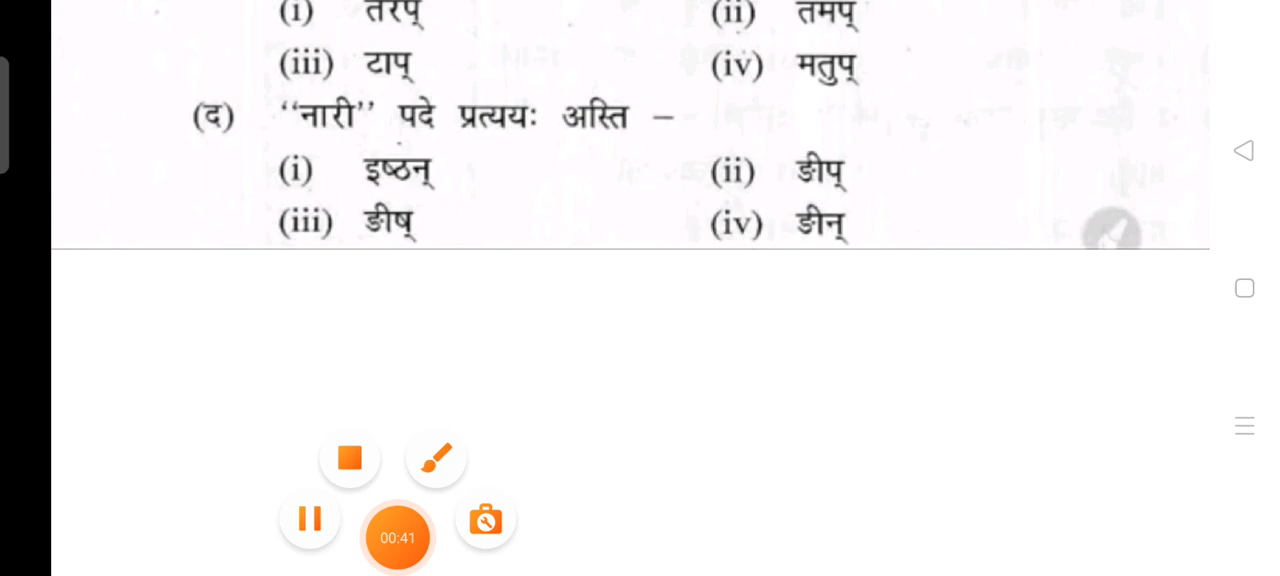 (i) तरप् (ii) तमप्
(iii) टाप् (iv) मतुप्
(द) “नारी” पदे प्रत्ययः अस्ति –
(i) इष्ठन् (ii) ङीप्
(iii) ङीष् (iv) ङीन्
00:41